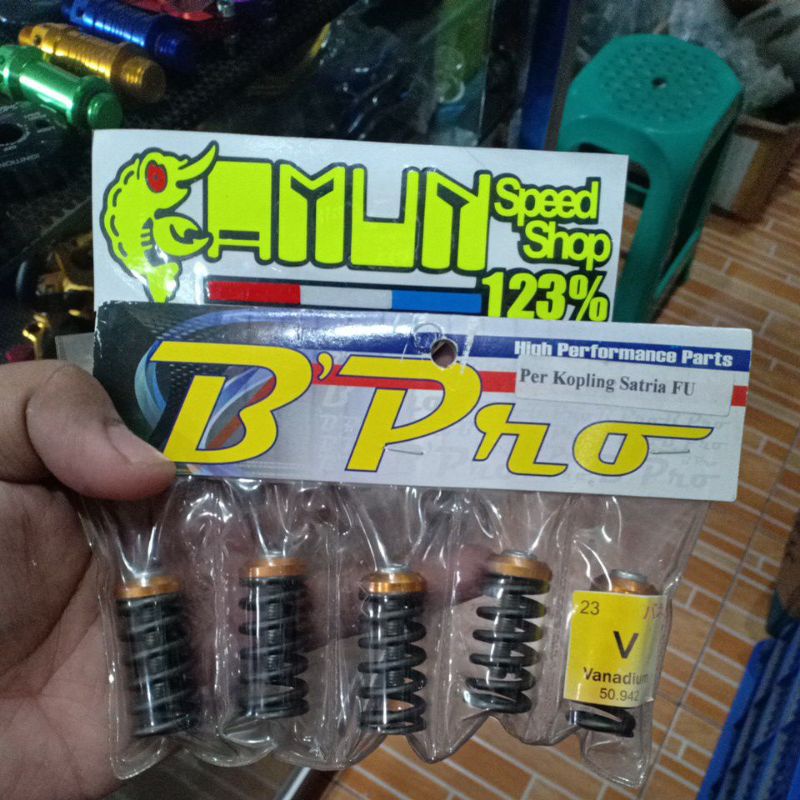 AMUN
Speed
Shop
123%
High Performance Parts
Per Kopling Satria FU
B'Pro
23
V
Vanadium
50.942